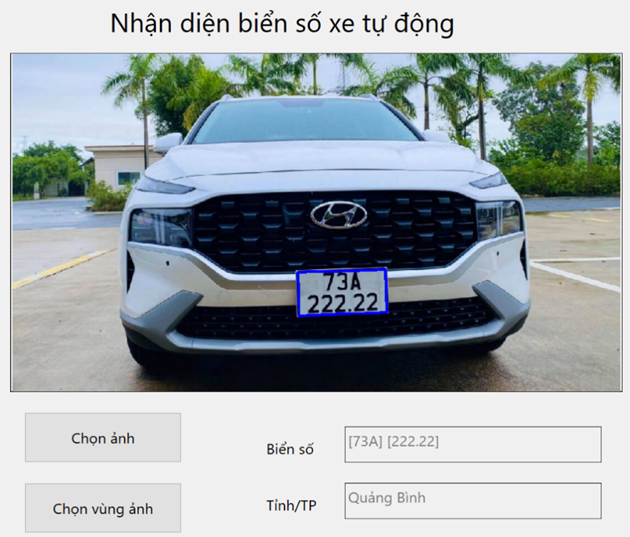 Nhận diện biển số xe tự động
73A
222.22
Chọn ảnh
Biển số
[73A] [222.22]
Chọn vùng ảnh
Tỉnh/TP
Quảng Bình